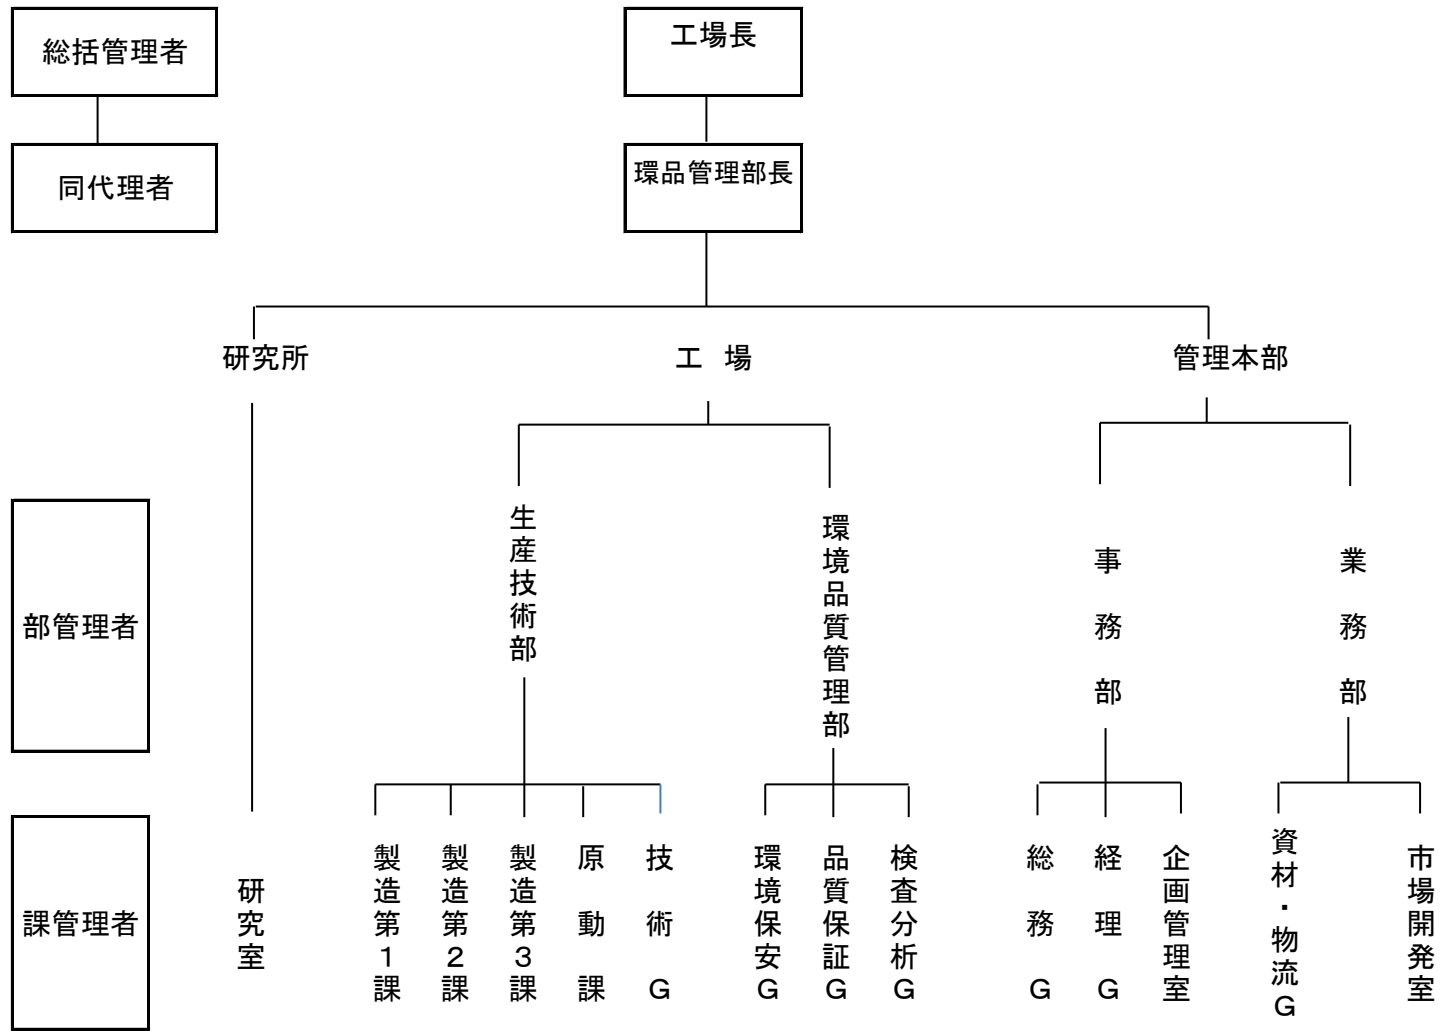 総括管理者
工場長
同代理者
環品管理部長
研究所
工 場
管理本部
部管理者
生産技術部
環境品質管理部
事務部
業務部
課管理者
研究室
製造第1課
製造第2課
製造第3課
原動課
技術G
環境保安G
品質保証G
検査分析G
総務G
経理G
企画管理室
資材・物流G
市場開発室